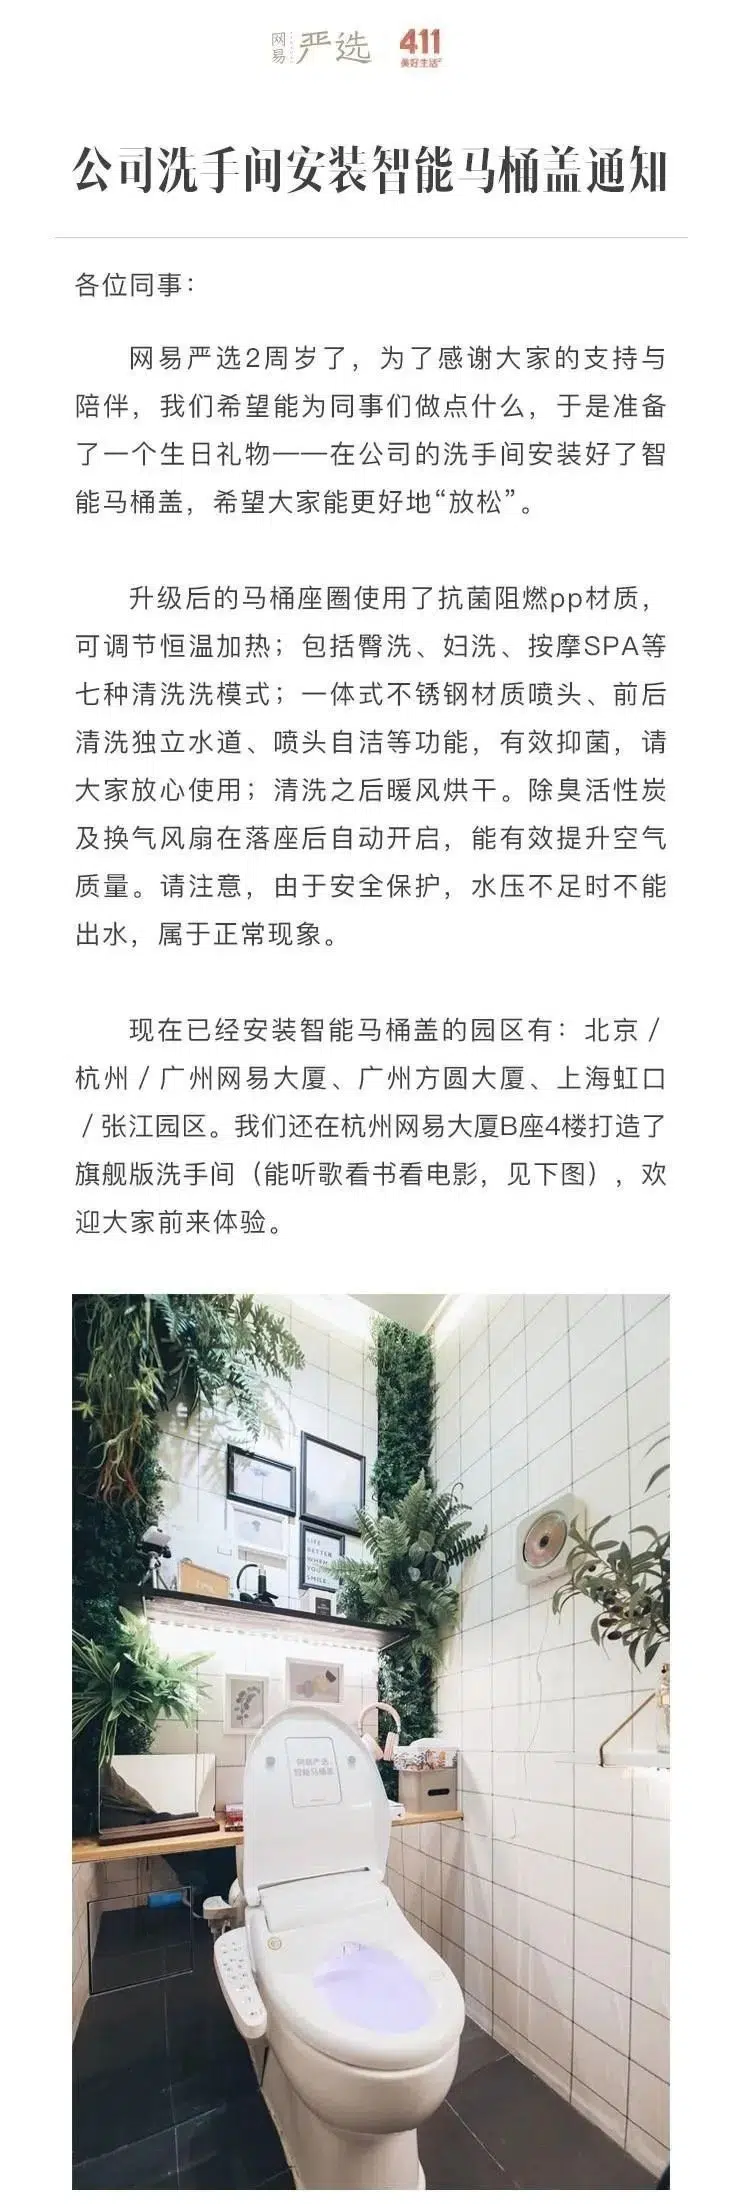 网易严选 411
美好生活
公司洗手间安装智能马桶盖通知
各位同事：
网易严选2周岁了，为了感谢大家的支持与
陪伴，我们希望能为同事们做点什么，于是准备
了一个生日礼物——在公司的洗手间安装好了智
能马桶盖，希望大家能更好地“放松”。
升级后的马桶座圈使用了抗菌阻燃pp材质，
可调节恒温加热；包括臀洗、妇洗、按摩SPA等
七种清洗洗模式；一体式不锈钢材质喷头、前后
清洗独立水道、喷头自洁等功能，有效抑菌，请
大家放心使用；清洗之后暖风烘干。除臭活性炭
及换气风扇在落座后自动开启，能有效提升空气
质量。请注意，由于安全保护，水压不足时不能
出水，属于正常现象。
现在已经安装智能马桶盖的园区有：北京／
杭州／广州网易大厦、广州方圆大厦、上海虹口
／张江园区。我们还在杭州网易大厦B座4楼打造了
旗舰版洗手间（能听歌看书看电影，见下图），欢
迎大家前来体验。
LIFE
BETTER
WHEN
YOU
SMILE
网易严选
智能马桶盖